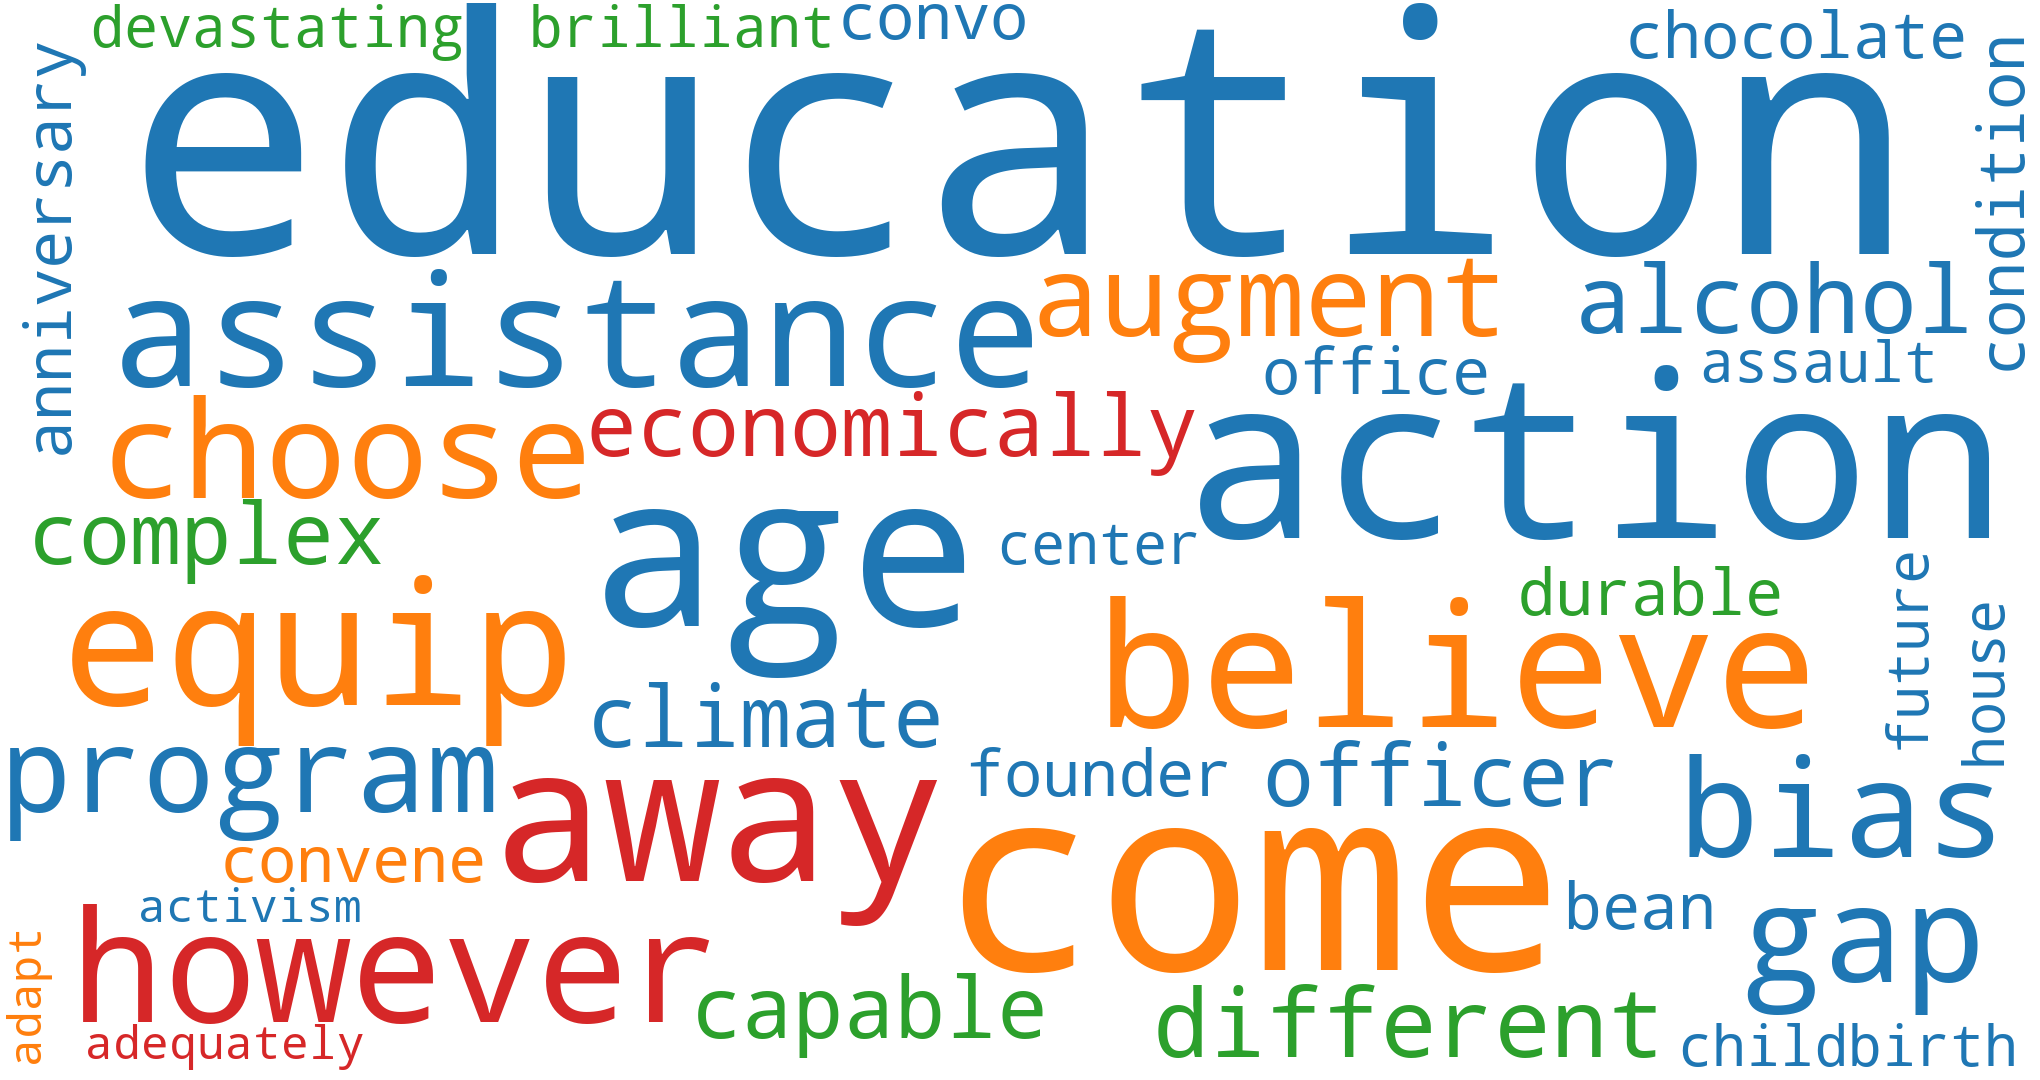 devastating
brilliant
convo
chocolate
education
anniversary
condition
assistance
augment
alcohol
office
assault
choose
economically
action
complex
age
center
durable
equip
believe
future
house
climate
program
away
founder
officer
bias
convene
come
activism
bean
gap
adapt
however
capable
different
adequately
childbirth